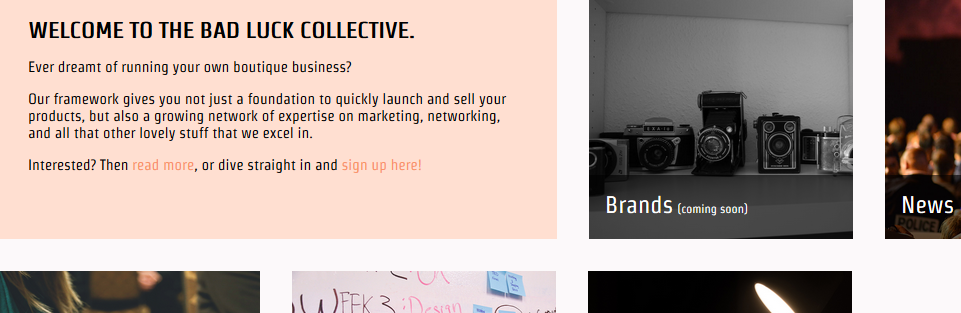 WELCOME TO THE BAD LUCK COLLECTIVE.
Ever dreamt of running your own boutique business?
Our framework gives you not just a foundation to quickly launch and sell your
products, but also a growing network of expertise on marketing, networking,
and all that other lovely stuff that we excel in.
Interested? Then read more, or dive straight in and sign up here!
Brands (coming soon)
POLICE
News
WEEK 3 iDesign